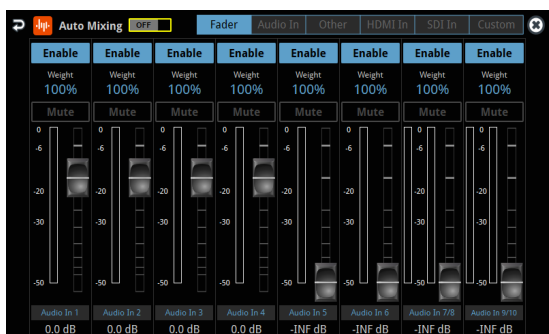 Auto Mixing OFF Fader Audio In Other HDMI In SDI In Custom
Enable Enable Enable Enable Enable Enable Enable Enable
Weight Weight Weight Weight Weight Weight Weight Weight
100% 100% 100% 100% 100% 100% 100% 100%
Mute Mute Mute Mute Mute Mute Mute Mute
0 0 0 0 0 0 0 0
-6 -6 -6 -6 -6 -6 -6 -6
-20 -20 -20 -20 -20 -20 -20 -20
-30 -30 -30 -30 -30 -30 -30 -30
-50 -50 -50 -50 -50 -50 -50 -50
Audio In 1 Audio In 2 Audio In 3 Audio In 4 Audio In 5 Audio In 6 Audio In 7/8 Audio In 9/10
0.0 dB 0.0 dB 0.0 dB 0.0 dB -INF dB -INF dB -INF dB -INF dB